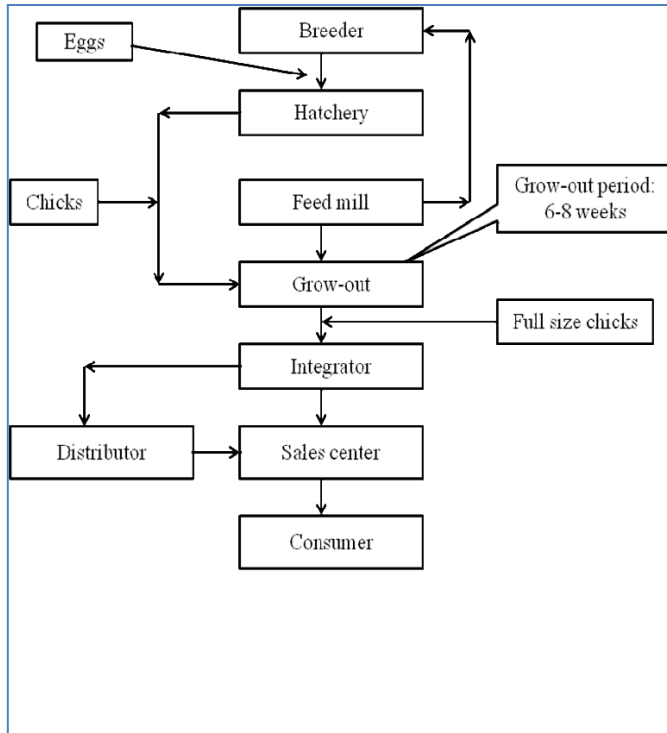 Breeder
Eggs
Hatchery
Chicks
Feed mill
Grow-out period:
6-8 weeks
Grow-out
Full size chicks
Integrator
Distributor
Sales center
Consumer